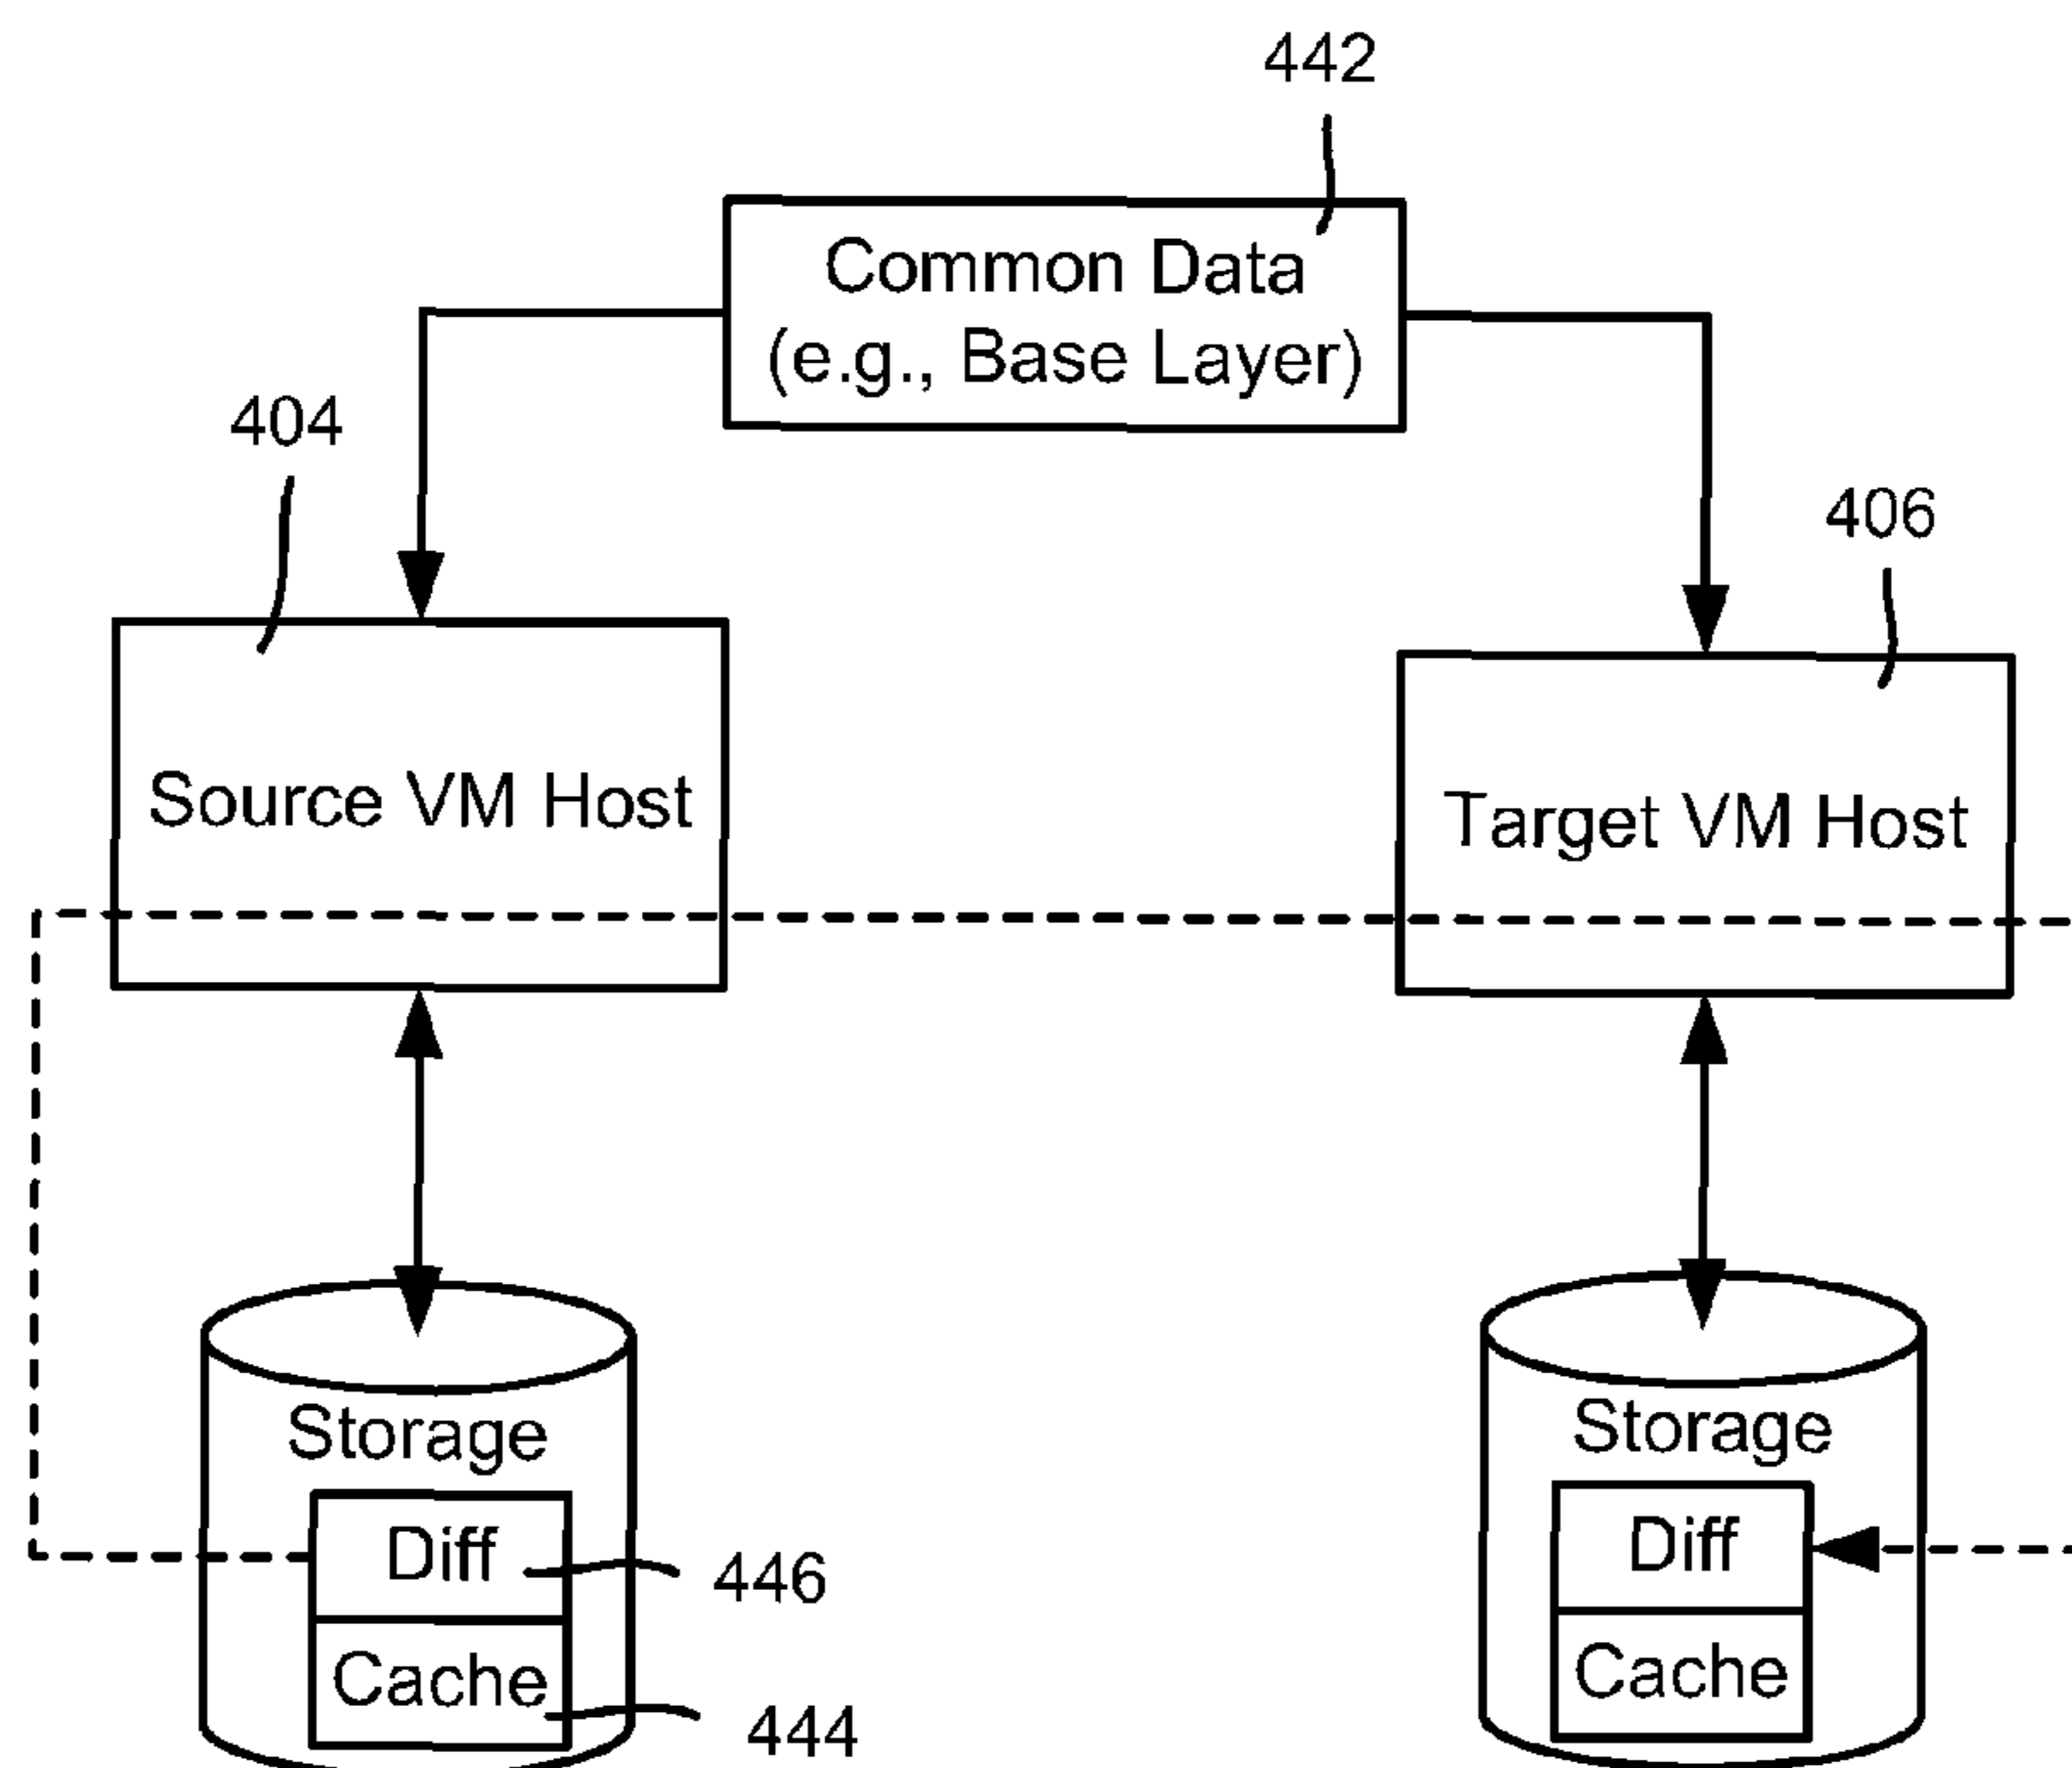 442
Common Data
(e.g., Base Layer)
404
406
Source VM Host
Target VM Host
Storage
Diff
446
Cache
444
Storage
Diff
Cache